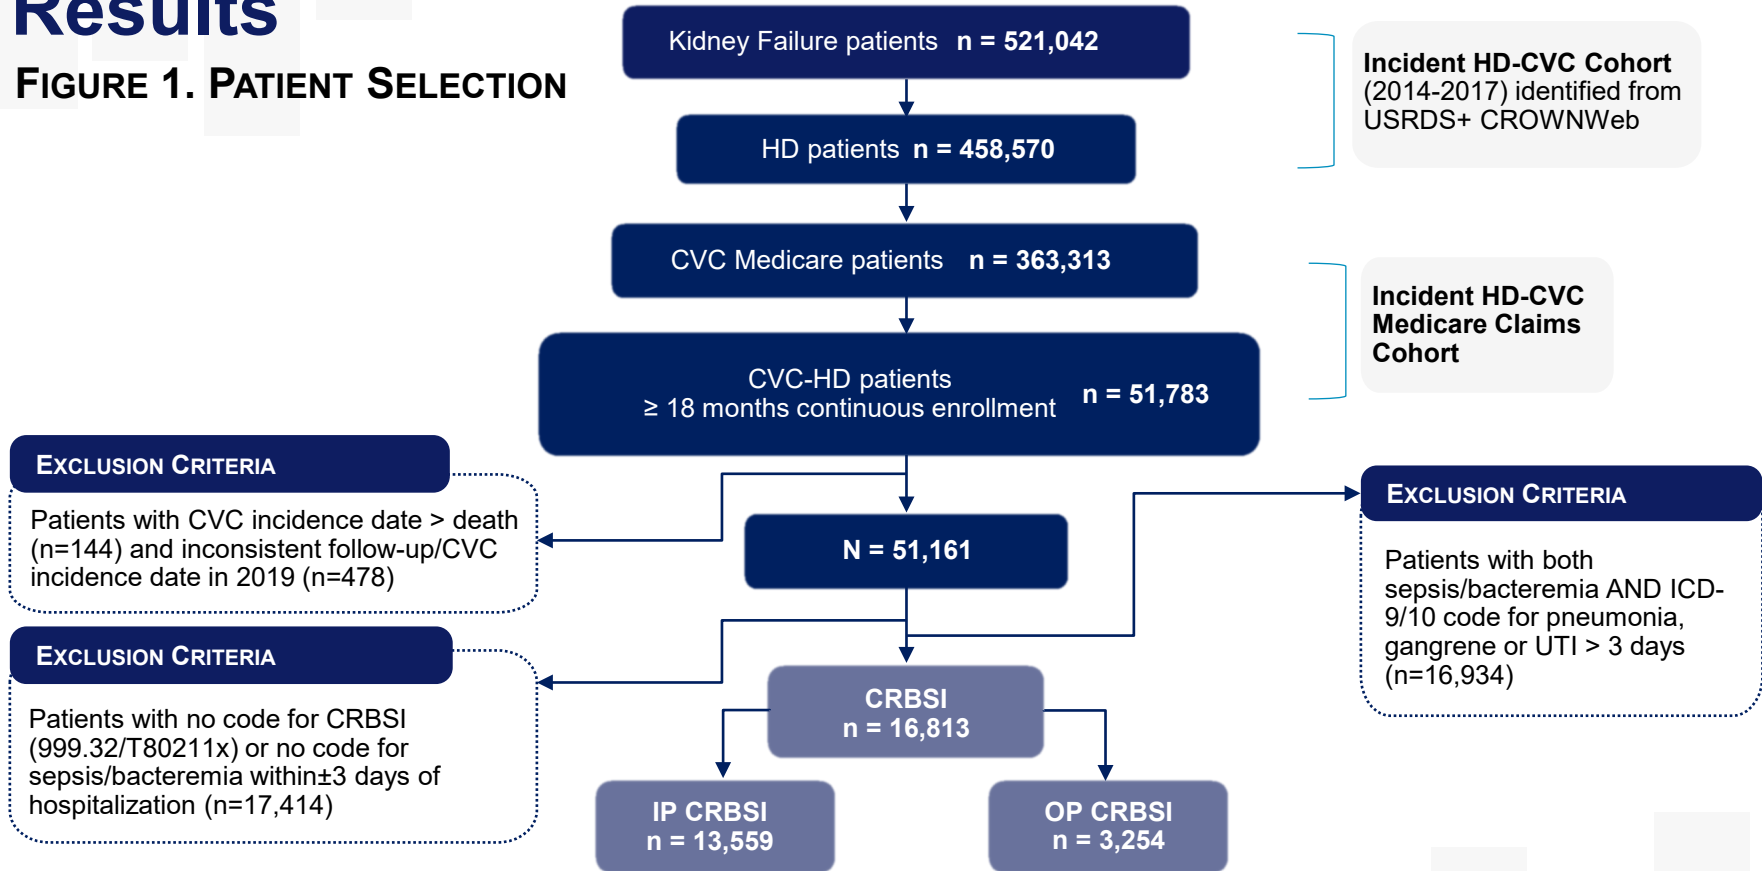 Results
FIGURE 1. PATIENT SELECTION
Kidney Failure patients n = 521,042
HD patients n = 458,570
Incident HD-CVC Cohort
(2014-2017) identified from
USRDS+ CROWNWeb
CVC Medicare patients n = 363,313
CVC-HD patients
≥ 18 months continuous enrollment n = 51,783
Incident HD-CVC
Medicare Claims
Cohort
EXCLUSION CRITERIA
Patients with CVC incidence date > death
(n=144) and inconsistent follow-up/CVC
incidence date in 2019 (n=478)
N = 51,161
EXCLUSION CRITERIA
Patients with both
sepsis/bacteremia AND ICD-
9/10 code for pneumonia,
gangrene or UTI > 3 days
(n=16,934)
EXCLUSION CRITERIA
Patients with no code for CRBSI
(999.32/T80211x) or no code for
sepsis/bacteremia within±3 days of
hospitalization (n=17,414)
CRBSI
n = 16,813
IP CRBSI
n = 13,559
OP CRBSI
n = 3,254